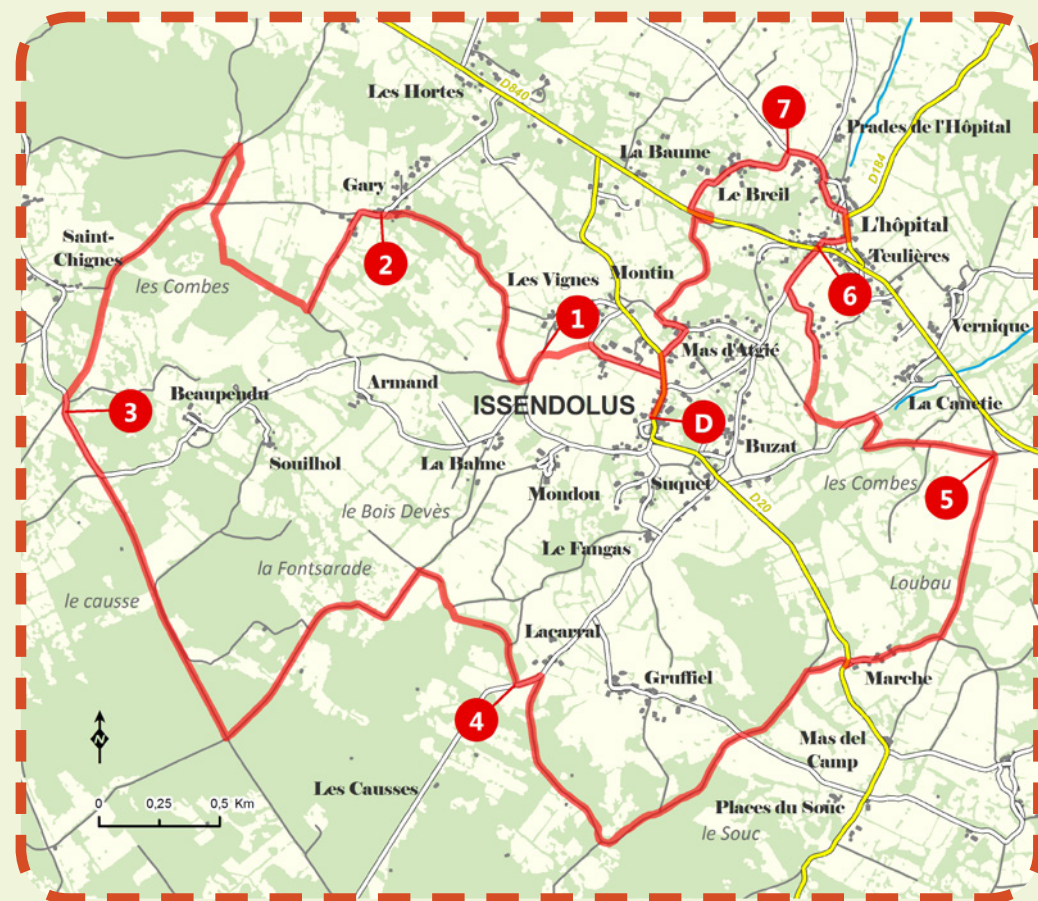 Les Hortes
D840
7
Prades de l'Hôpital
La Baume
D184
Gary
Le Breil
L'hôpital
Saint-
Chignes
2
Les Vignes
Montin
Teulières
les Combes
1
6
Vernique
Mas d'Atgié
3
Beaupendu
Armand
ISSENDOLUS
D
La Canetie
Souilhol
La Balme
Buzat
Mondou
Suquet
les Combes
5
le Bois Devès
D20
Le Fangas
la Fontsarade
Loubau
le causse
Lacarral
Gruffiel
Marche
4
N
Mas del
Camp
Les Causses
0 0,25 0,5 Km
Places du Souc
le Souc